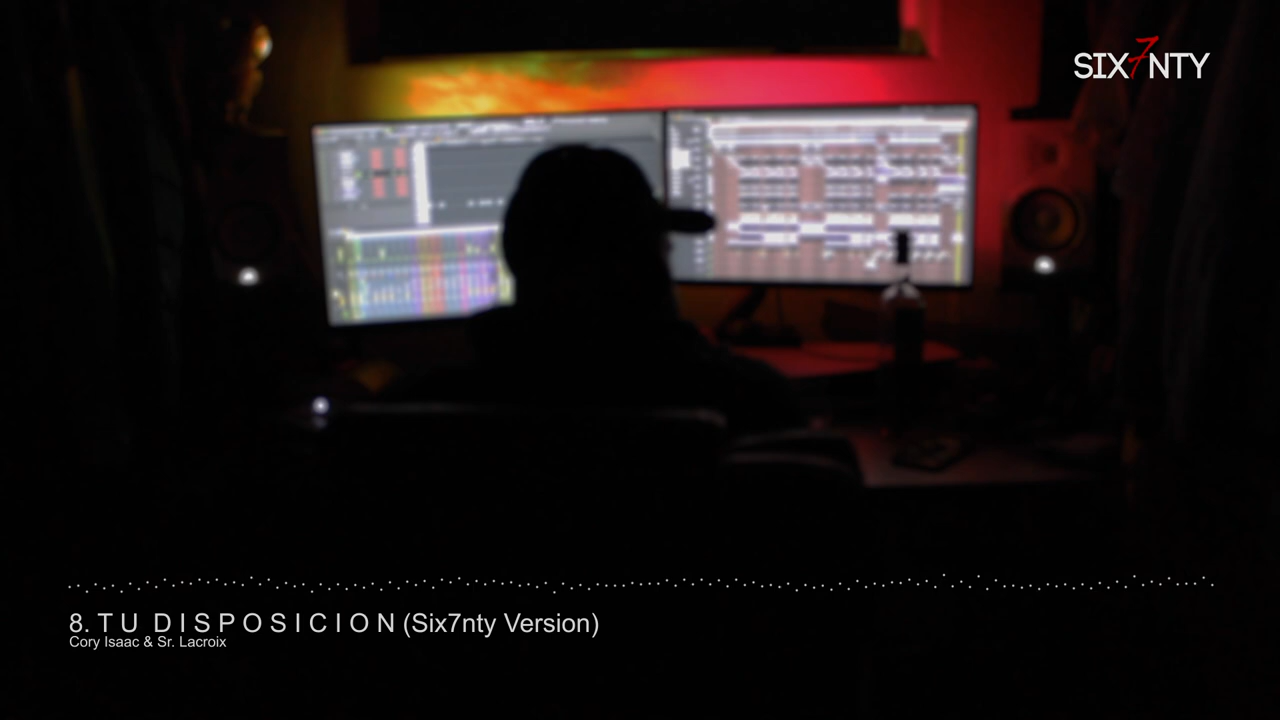 SIX7NTY
8. T U  D I S P O S I C I O N (Six7nty Version)
Cory Isaac & Sr. Lacroix